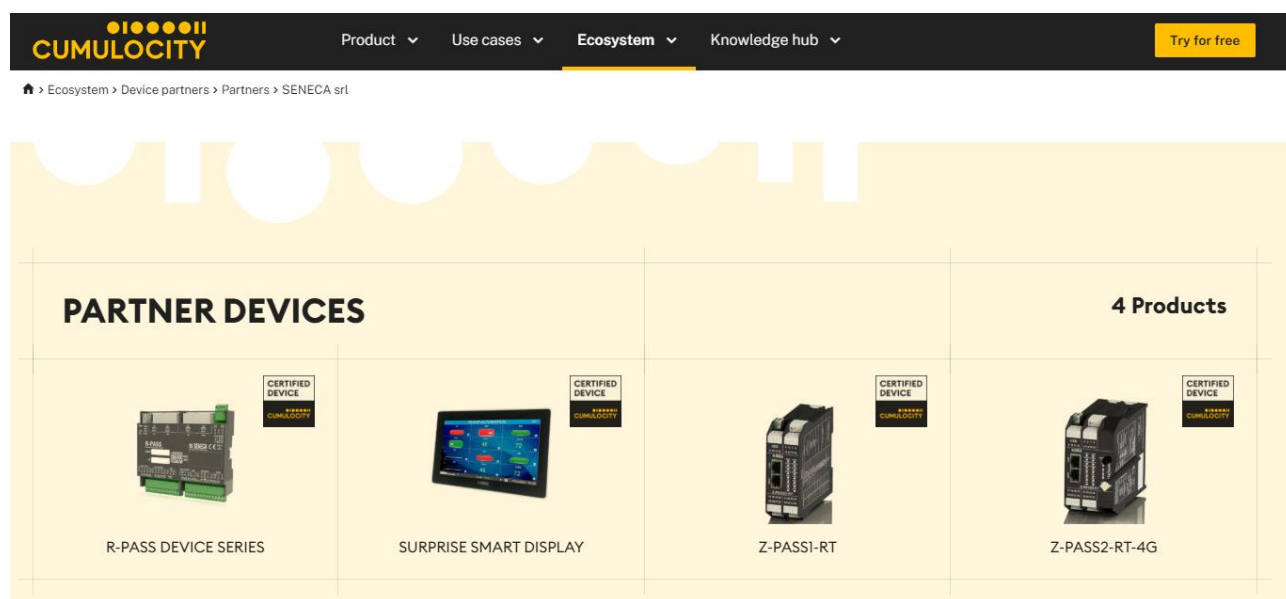 CUMULOCITY
Product
Use cases
Ecosystem
Knowledge hub
Try for free
> Ecosystem > Device partners > Partners > SENECA srl
PARTNER DEVICES
4 Products
CERTIFIED
DEVICE
CUMULOCITY
CERTIFIED
DEVICE
CUMULOCITY
CERTIFIED
DEVICE
CUMULOCITY
CERTIFIED
DEVICE
CUMULOCITY
R-PASS
SENECA
R-PASS DEVICE SERIES
SURPRISE SMART DISPLAY
Z-PASS1-RT
Z-PASS2-RT-4G